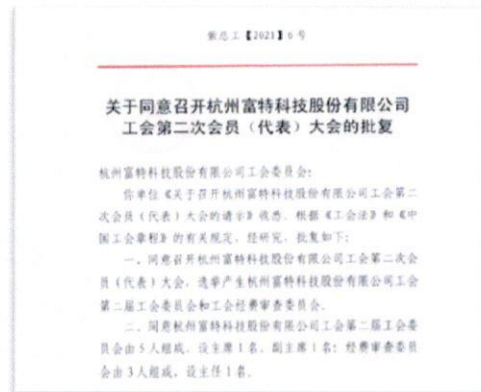 紫总工【2021】6号
关于同意召开杭州富特科技股份有限公司
工会第二次会员（代表）大会的批复
杭州富特科技股份有限公司工会委员会：
你单位《关于召开杭州富特科技股份有限公司工会第二
次会员（代表）大会的请示》收悉。根据《工会法》和《中
国工会章程》的有关规定，经研究，批复如下：
一、同意召开杭州富特科技股份有限公司工会第二次会
员（代表）大会，选举产生杭州富特科技股份有限公司工会
第二届工会委员会和工会经费审查委员会。
二、同意杭州富特科技股份有限公司工会第二届工会委
员会由5人组成，设主席1名，副主席1名；经费审查委员
会由3人组成，设主任1名。